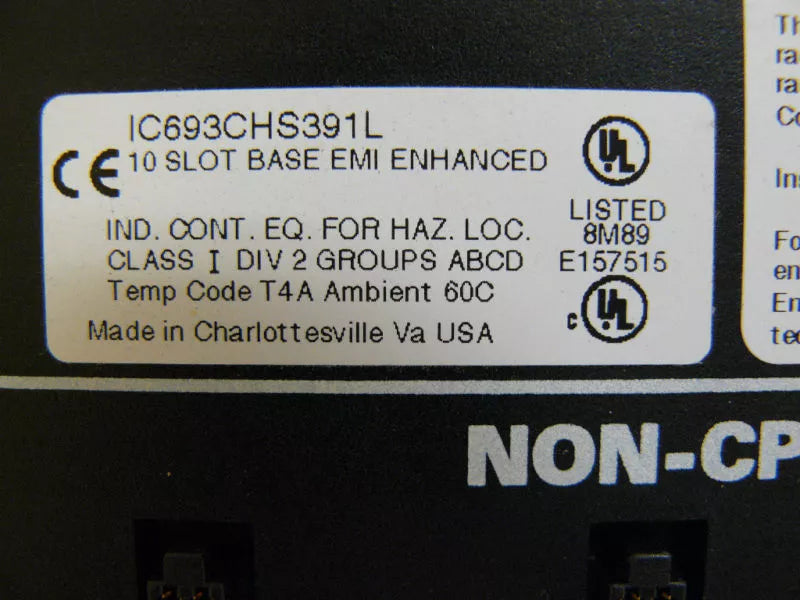 IC693CHS391L
CE 10 SLOT BASE EMI ENHANCED
IND. CONT. EQ. FOR HAZ. LOC.
CLASS I DIV 2 GROUPS ABCD
Temp Code T4A Ambient 60C
Made in Charlottesville Va USA
UL
LISTED
8M89
E157515
c UL
NON-CP